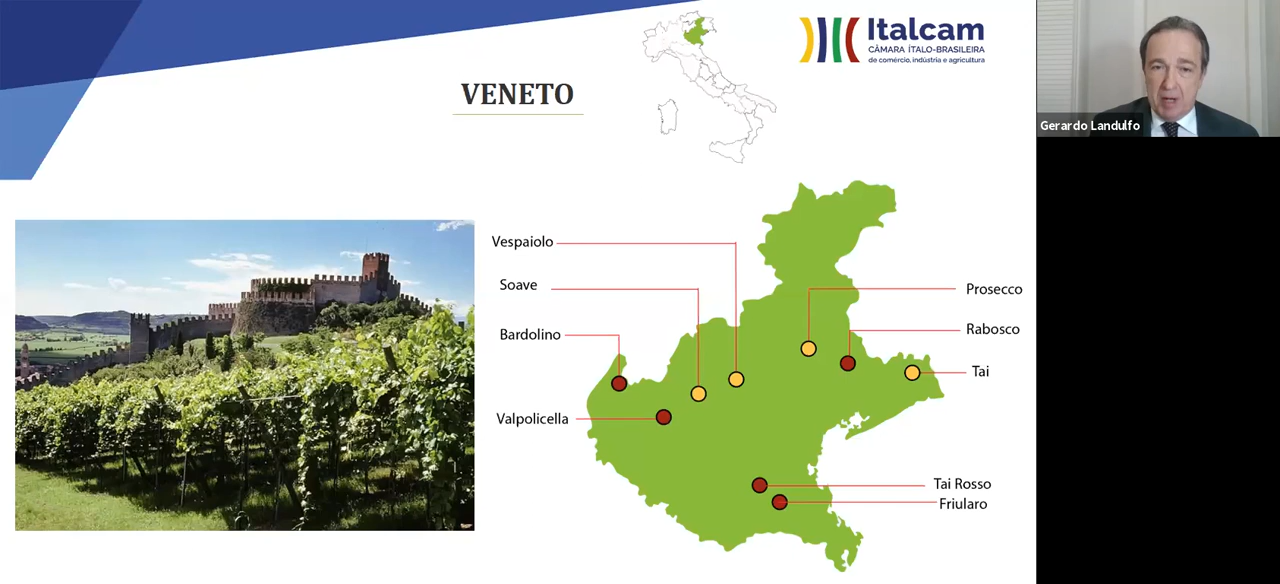 Italcam
CÂMARA ÍTALO-BRASILEIRA
de comércio, indústria e agricultura
VENETO
Gerardo Landulfo
Vespaiolo
Soave
Bardolino
Valpolicella
Prosecco
Rabosco
Tai
Tai Rosso
Friularo